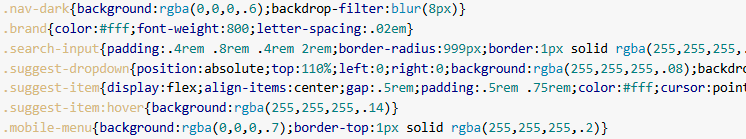 .nav-dark{background:rgba(0,0,0,.6);backdrop-filter:blur(8px)}
.brand{color:#fff;font-weight:800;letter-spacing:.02em}
.search-input{padding:.4rem .8rem .4rem 2rem;border-radius:999px;border:1px solid rgba(255,255,255,.
.suggest-dropdown{position:absolute;top:110%;left:0;right:0;background:rgba(255,255,255,.08);backdro
.suggest-item{display:flex;align-items:center;gap:.5rem;padding:.5rem .75rem;color:#fff;cursor:point
.suggest-item:hover{background:rgba(255,255,255,.14)}
.mobile-menu{background:rgba(0,0,0,.7);border-top:1px solid rgba(255,255,255,.2)}